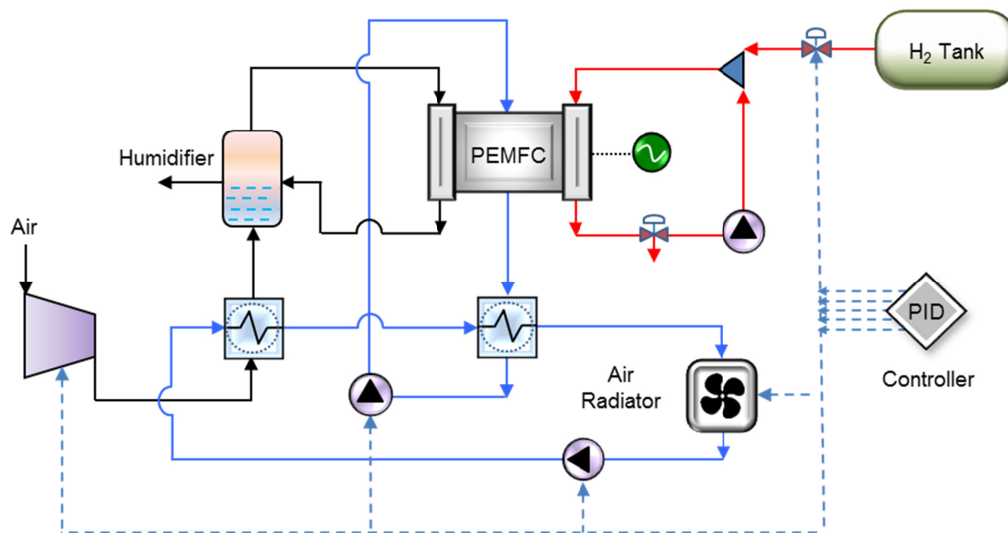 H₂ Tank
PEMFC
Humidifier
Air
PID
Air
Radiator
Controller